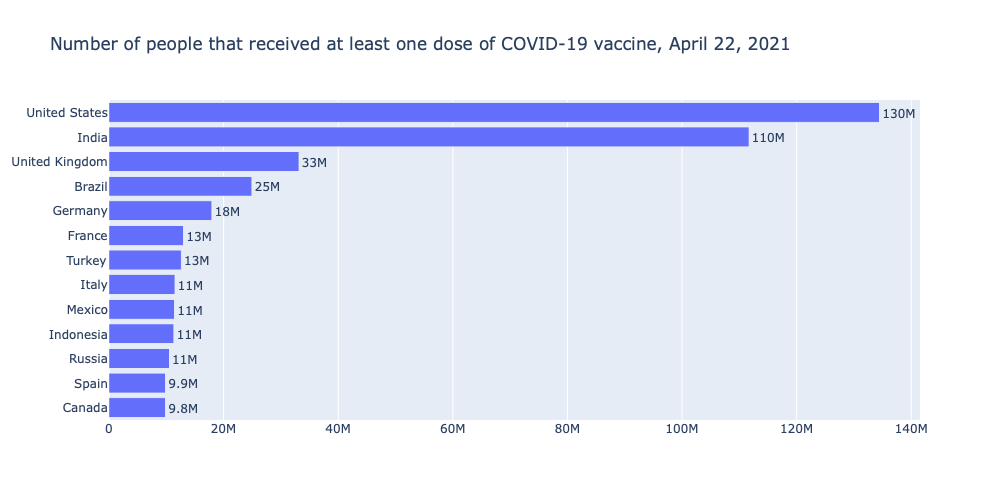 Number of people that received at least one dose of COVID-19 vaccine, April 22, 2021
United States 130M
India 110M
United Kingdom 33M
Brazil 25M
Germany 18M
France 13M
Turkey 13M
Italy 11M
Mexico 11M
Indonesia 11M
Russia 11M
Spain 9.9M
Canada 9.8M
0 20M 40M 60M 80M 100M 120M 140M